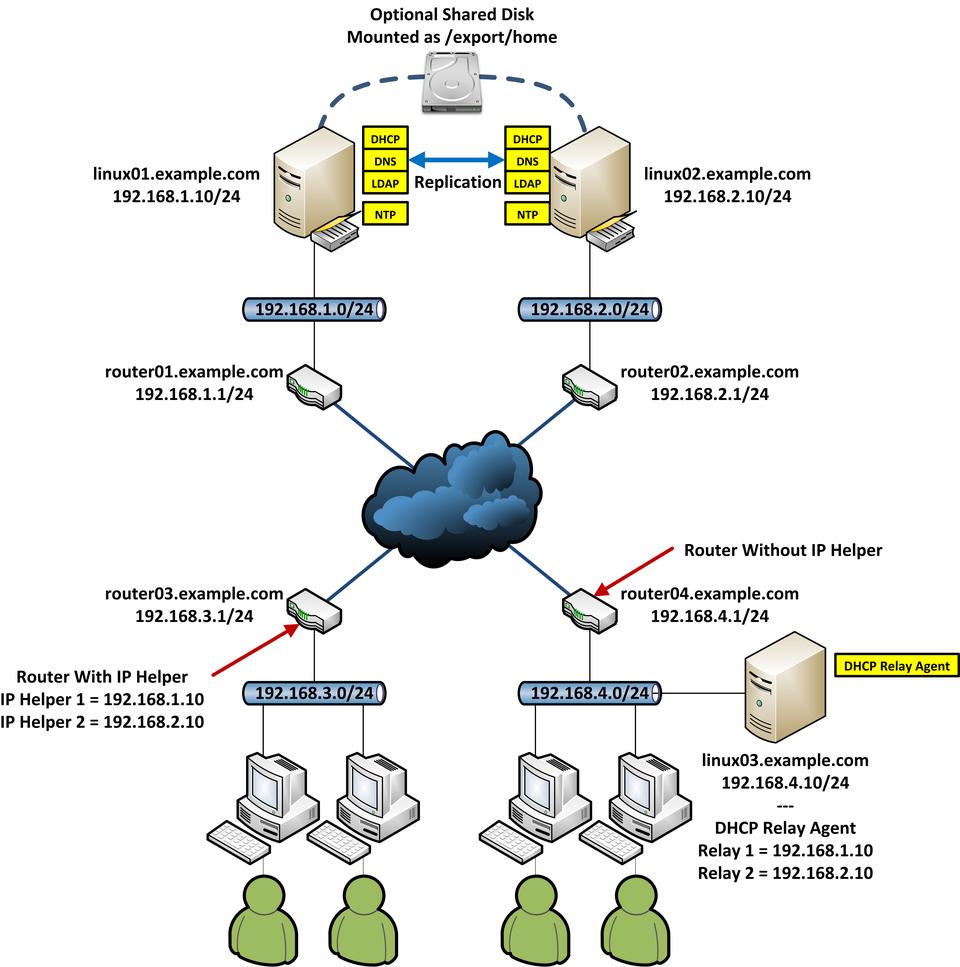 Optional Shared Disk
Mounted as /export/home
linux01.example.com
192.168.1.10/24
DHCP
DNS
LDAP
NTP
Replication
DHCP
DNS
LDAP
NTP
linux02.example.com
192.168.2.10/24
192.168.1.0/24
192.168.2.0/24
router01.example.com
192.168.1.1/24
router02.example.com
192.168.2.1/24
Router Without IP Helper
router03.example.com
192.168.3.1/24
router04.example.com
192.168.4.1/24
Router With IP Helper
IP Helper 1 = 192.168.1.10
IP Helper 2 = 192.168.2.10
192.168.3.0/24
192.168.4.0/24
DHCP Relay Agent
linux03.example.com
192.168.4.10/24
---
DHCP Relay Agent
Relay 1 = 192.168.1.10
Relay 2 = 192.168.2.10